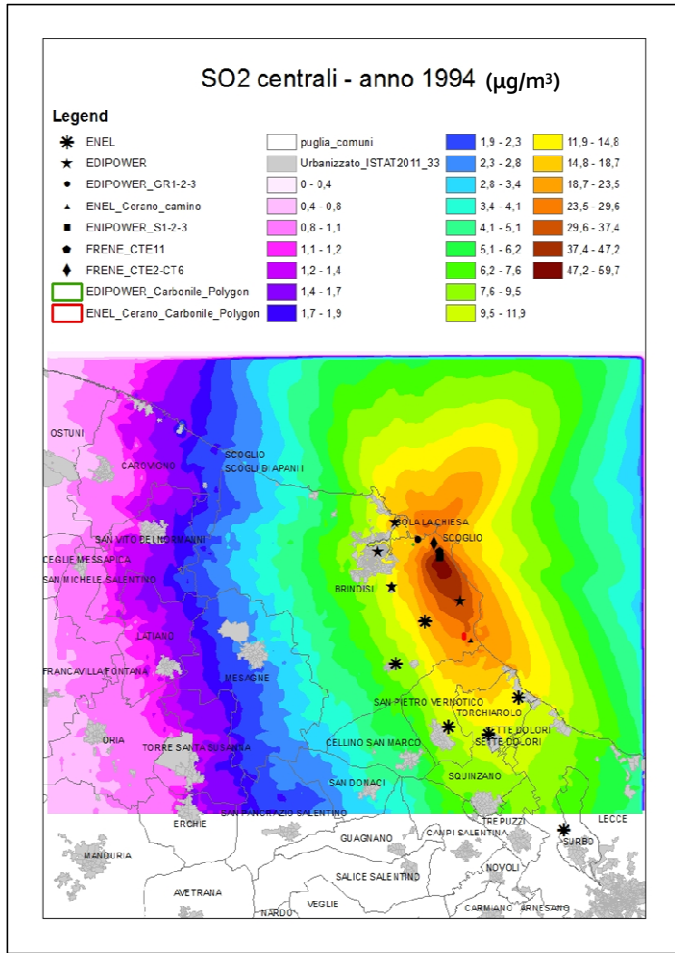 SO2 centrali - anno 1994 (µg/m³)
Legend
ENEL
EDIPOWER
EDIPOWER_GR1-2-3
ENEL_Cerano_camino
ENIPOWER_S1-2-3
FRENE_CTE11
FRENE_CTE2-CT6
EDIPOWER_Carbonile_Polygon
ENEL_Cerano_Carbonile_Polygon
puglia_comuni
Urbanizzato_ISTAT2011_33
0 - 0,4
0,4 - 0,8
0,8 - 1,1
1,1 - 1,2
1,2 - 1,4
1,4 - 1,7
1,7 - 1,9
1,9 - 2,3
2,3 - 2,8
2,8 - 3,4
3,4 - 4,1
4,1 - 5,1
5,1 - 6,2
6,2 - 7,6
7,6 - 9,5
9,5 - 11,9
11,9 - 14,8
14,8 - 18,7
18,7 - 23,5
23,5 - 29,6
29,6 - 37,4
37,4 - 47,2
47,2 - 59,7
OSTUNI
CAROVIGNO
SCOGLIO
SCOGLI DI APANI
SOLA LA CHIESA
SCOGLIO
SAN VITO DEI NORMANNI
CEGLIE MESSAPICA
SAN MICHELE SALENTINO
BRINDISI
LATIANO
FRANCAVILLA FONTANA
MESAGNE
SAN PIETRO VERNOTICO
TORCHIAROLO
TTE DOLORI
SETTE DOLORI
ORIA
TORRE SANTA SUSANNA
CELLINO SAN MARCO
SQUINZANO
SAN DONACI
SAN PANCRAZIO SALENTINO
ERCHIE
TREPUZZI
LECCE
GUAGNANO
CAMPI SALENTINA
SURBO
MANDURIA
NOVOLI
SALICE SALENTINO
AVETRANA
VEGLIE
NARDÒ
CARMIANO
ARNESANO